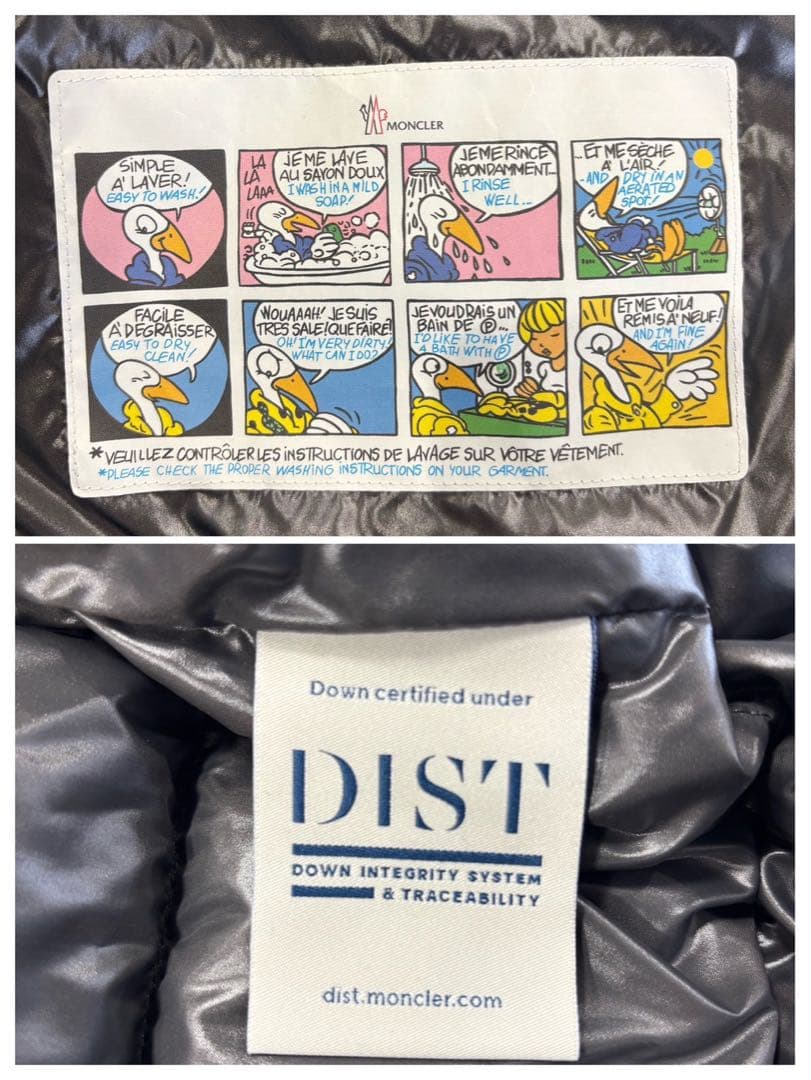 MONCLER
SIMPLE
A' LAVER!
EASY TO WASH!
LA
LA
LAAA
JE ME LAVE
AU SAYON DOUX
I WASH IN A MILD
SOAP!
JE ME RINCE
ABONDAMMENT...
I RINSE
WELL...
...ET ME SÈCHE
A' L'AIR!
-AND DRY IN AN
AERATED
SPOT!
FACILE
A' DEGRAISSER
EASY TO DRY
CLEAN!
WOUAAAH! JE SUIS
TRES SALE! QUE FAIRE!
OH! I'M VERY DIRTY!
WHAT CAN I DO?
JE VOUDRAIS UN
BAIN DE Ⓟ...
I'D LIKE TO HAVE
A BATH WITH Ⓟ
ET ME VOILA
REMIS A' NEUF!
AND I'M FINE
AGAIN!
*VEUILLEZ CONTRÔLER LES INSTRUCTIONS DE LAVAGE SUR VÔTRE VÊTEMENT.
*PLEASE CHECK THE PROPER WASHING INSTRUCTIONS ON YOUR GARMENT.
Down certified under
DIST
DOWN INTEGRITY SYSTEM
& TRACEABILITY
dist.moncler.com